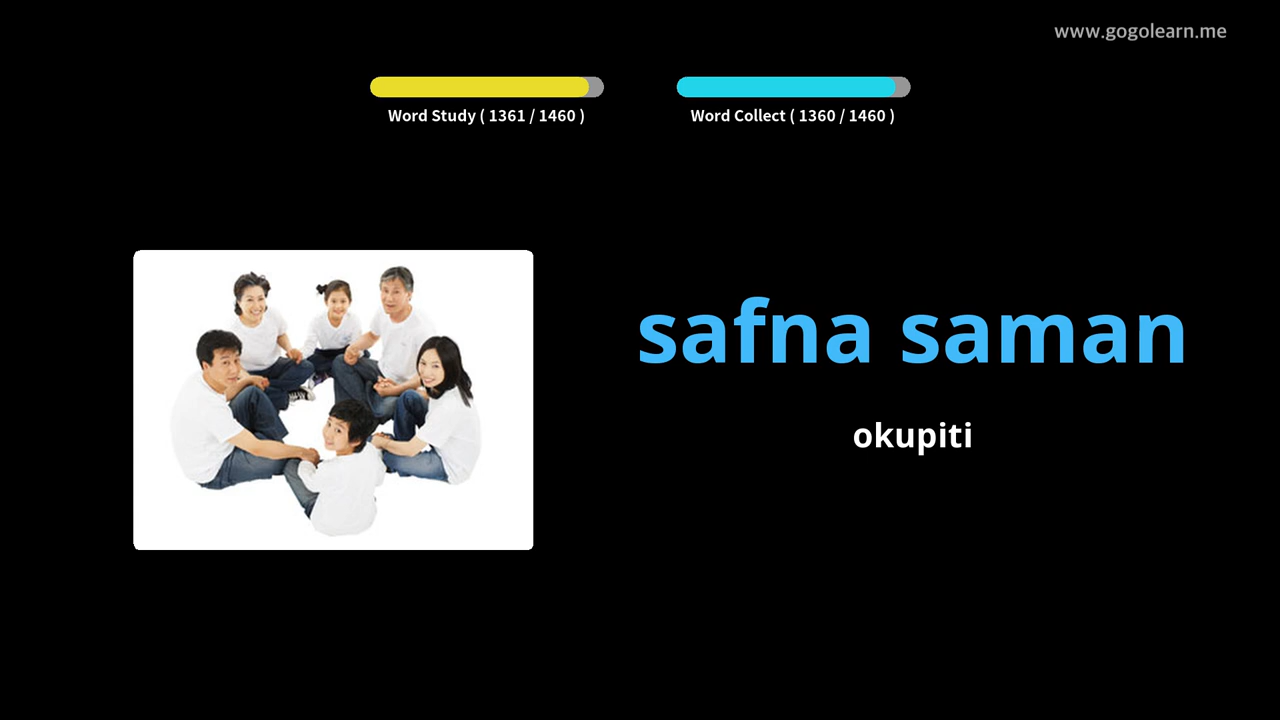 www.gogolearn.me
Word Study ( 1361 / 1460 )
Word Collect ( 1360 / 1460 )
safna saman
okupiti